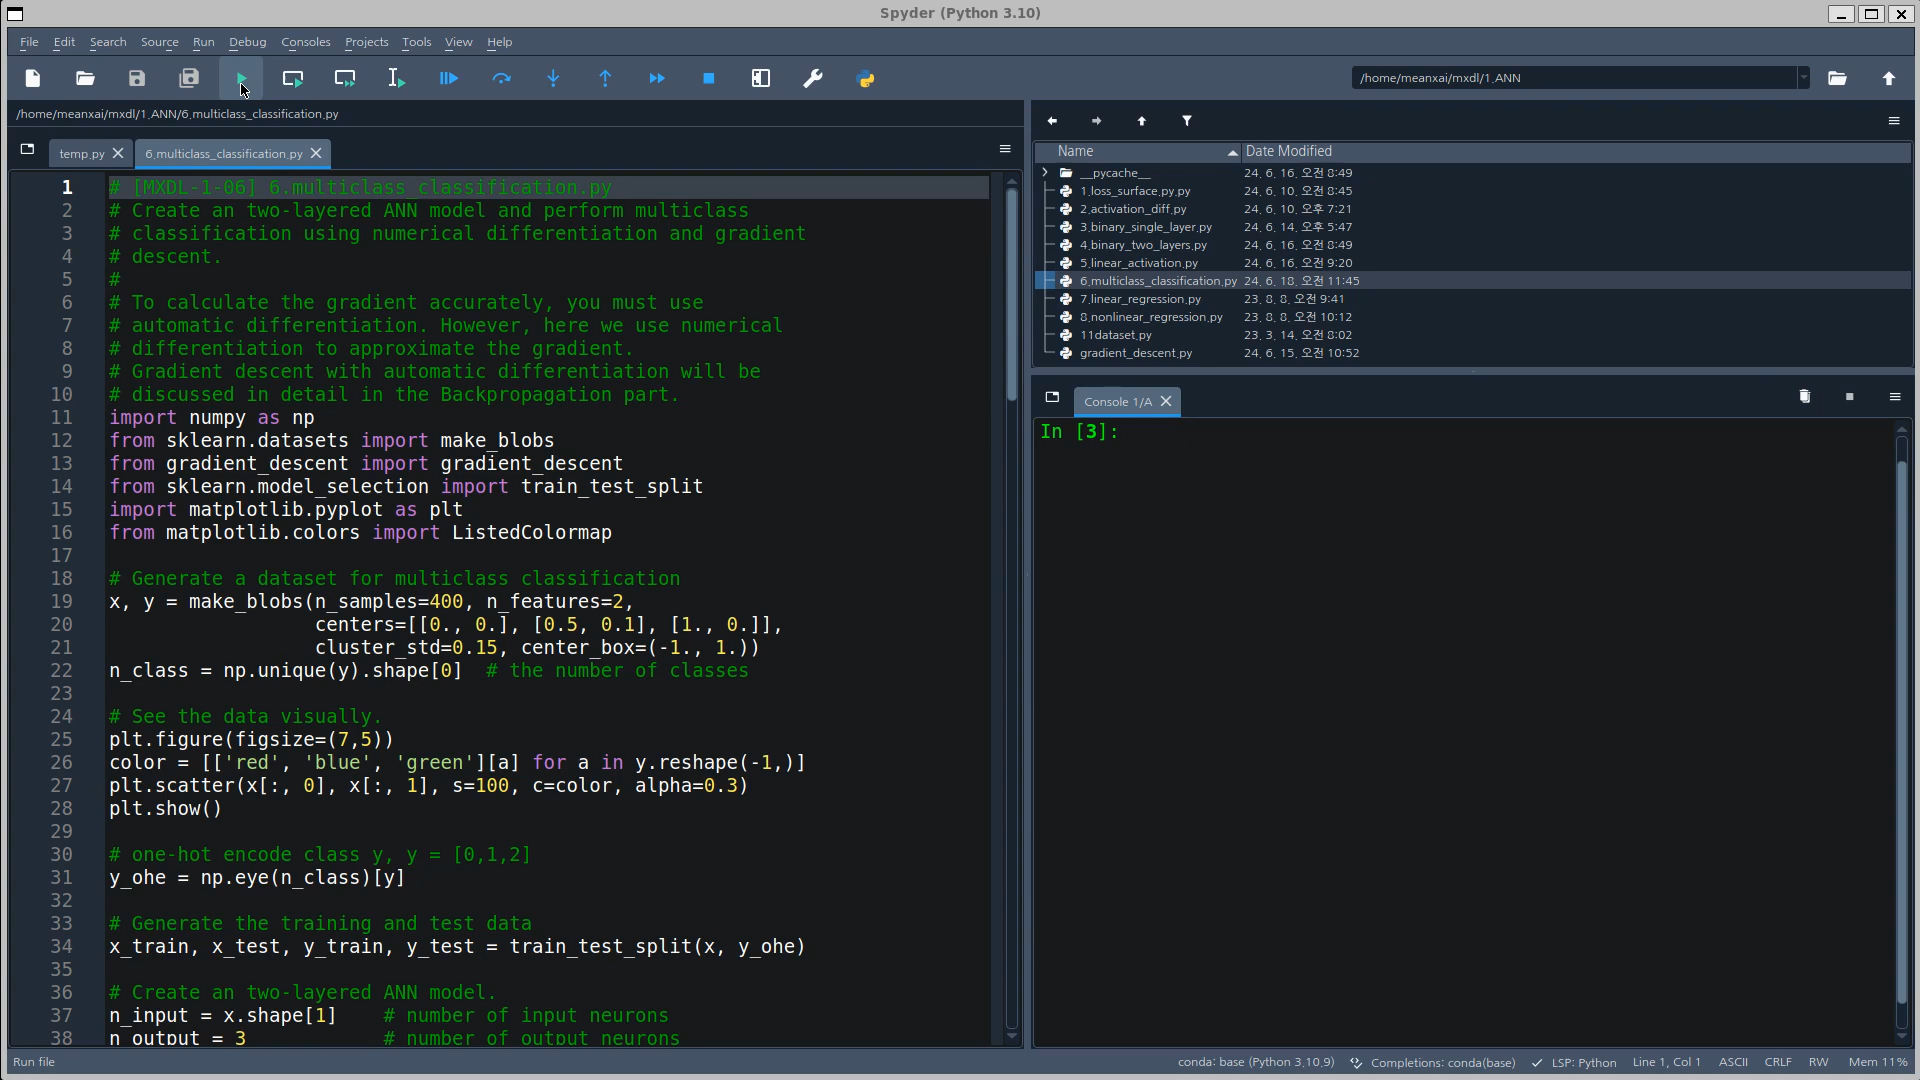 Spyder (Python 3.10)
File Edit Search Source Run Debug Consoles Projects Tools View Help
/home/meanxai/mxdl/1.ANN
/home/meanxai/mxdl/1.ANN/6.multiclass_classification.py
temp.py
6.multiclass_classification.py
1 # [MXDL-1-06] 6.multiclass_classification.py
2 # Create an two-layered ANN model and perform multiclass
3 # classification using numerical differentiation and gradient
4 # descent.
5 #
6 # To calculate the gradient accurately, you must use
7 # automatic differentiation. However, here we use numerical
8 # differentiation to approximate the gradient.
9 # Gradient descent with automatic differentiation will be
10 # discussed in detail in the Backpropagation part.
11 import numpy as np
12 from sklearn.datasets import make_blobs
13 from gradient_descent import gradient_descent
14 from sklearn.model_selection import train_test_split
15 import matplotlib.pyplot as plt
16 from matplotlib.colors import ListedColormap
17
18 # Generate a dataset for multiclass classification
19 x, y = make_blobs(n_samples=400, n_features=2,
20 centers=[[0., 0.], [0.5, 0.1], [1., 0.]],
21 cluster_std=0.15, center_box=(-1., 1.))
22 n_class = np.unique(y).shape[0]  # the number of classes
23
24 # See the data visually.
25 plt.figure(figsize=(7,5))
26 color = [['red', 'blue', 'green'][a] for a in y.reshape(-1,)]
27 plt.scatter(x[:, 0], x[:, 1], s=100, c=color, alpha=0.3)
28 plt.show()
29
30 # one-hot encode class y, y = [0,1,2]
31 y_ohe = np.eye(n_class)[y]
32
33 # Generate the training and test data
34 x_train, x_test, y_train, y_test = train_test_split(x, y_ohe)
35
36 # Create an two-layered ANN model.
37 n_input = x.shape[1]    # number of input neurons
38 n_output = 3            # number of output neurons
Name Date Modified
__pycache__ 24. 6. 16. 오전 8:49
1.loss_surface.py.py 24. 6. 10. 오전 8:45
2.activation_diff.py 24. 6. 10. 오후 7:21
3.binary_single_layer.py 24. 6. 14. 오후 5:47
4.binary_two_layers.py 24. 6. 16. 오전 8:49
5.linear_activation.py 24. 6. 16. 오전 9:20
6.multiclass_classification.py 24. 6. 18. 오전 11:45
7.linear_regression.py 23. 8. 8. 오전 9:41
8.nonlinear_regression.py 23. 8. 8. 오전 10:12
11dataset.py 23. 3. 14. 오전 8:02
gradient_descent.py 24. 6. 15. 오전 10:52
Console 1/A
In [3]:
Run file
conda: base (Python 3.10.9) Completions: conda(base) LSP: Python Line 1, Col 1 ASCII CRLF RW Mem 11%